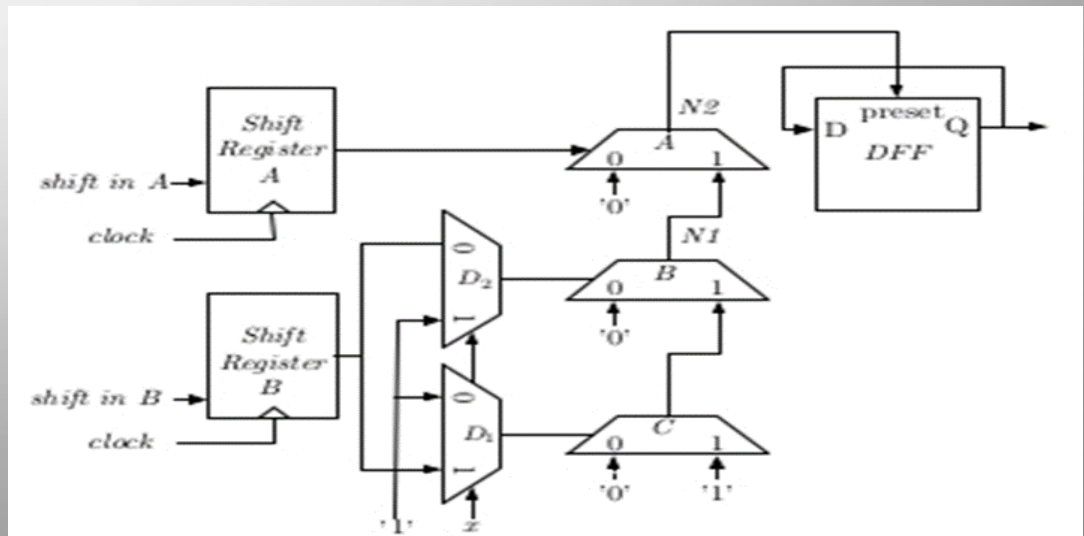 N2
preset
D
Q
DFF
Shift
Register
A
shift in A
clock
A
0
1
'0'
N1
B
0
1
'0'
0
D₂
1
Shift
Register
B
shift in B
clock
0
D₁
1
C
0
1
'0'
'1'
'1'
x